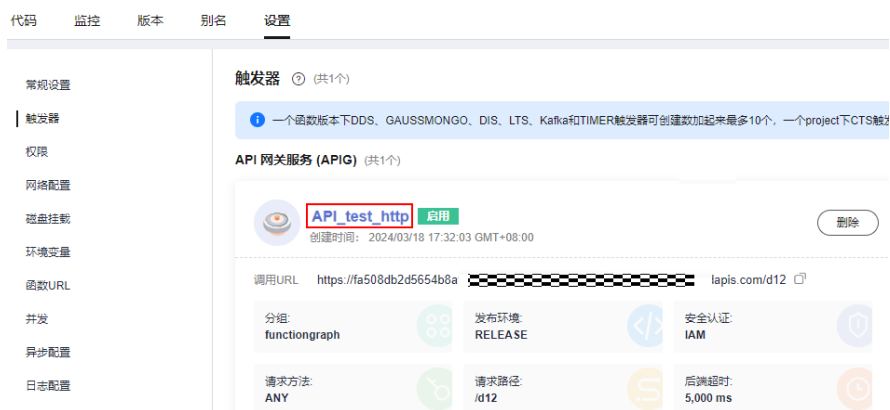 代码 监控 版本 别名 设置
常规设置
触发器
权限
网络配置
磁盘挂载
环境变量
函数URL
并发
异步配置
日志配置
触发器 ? (共1个)
一个函数版本下DDS、GAUSSMONGO、DIS、LTS、Kafka和TIMER触发器可创建数加起来最多10个，一个project下CTS触发
API 网关服务 (APIG) (共1个)
API_test_http 启用
删除
创建时间： 2024/03/18 17:32:03 GMT+08:00
调用URL https://fa508db2d5654b8a lapis.com/d12
分组: 发布环境: 安全认证:
functiongraph RELEASE IAM
请求方法: 请求路径: 后端超时:
ANY /d12 5,000 ms